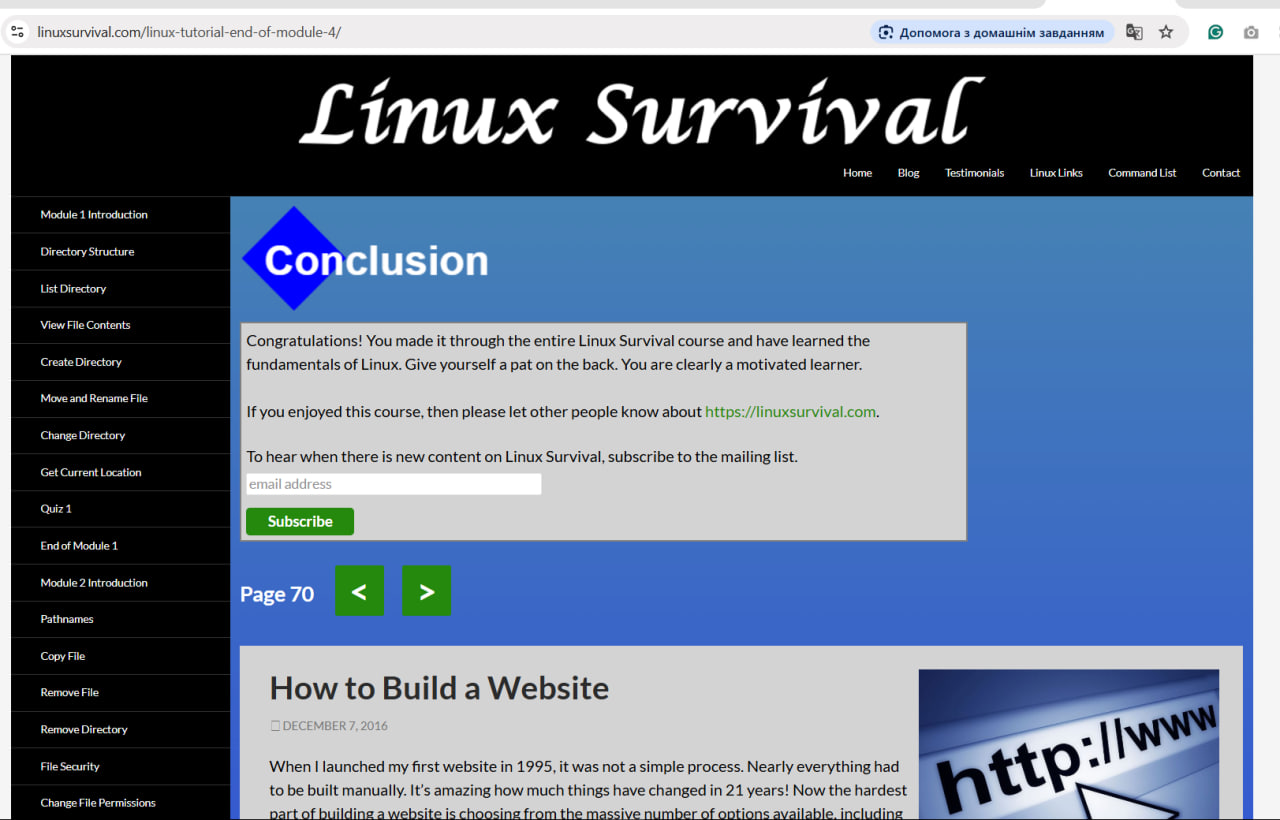 linuxsurvival.com/linux-tutorial-end-of-module-4/
Допомога з домашнім завданням
Linux Survival
Home Blog Testimonials Linux Links Command List Contact
Module 1 Introduction
Directory Structure
List Directory
View File Contents
Create Directory
Move and Rename File
Change Directory
Get Current Location
Quiz 1
End of Module 1
Module 2 Introduction
Pathnames
Copy File
Remove File
Remove Directory
File Security
Change File Permissions
Conclusion
Congratulations! You made it through the entire Linux Survival course and have learned the
fundamentals of Linux. Give yourself a pat on the back. You are clearly a motivated learner.
If you enjoyed this course, then please let other people know about https://linuxsurvival.com.
To hear when there is new content on Linux Survival, subscribe to the mailing list.
email address
Subscribe
Page 70 < >
How to Build a Website
DECEMBER 7, 2016
When I launched my first website in 1995, it was not a simple process. Nearly everything had
to be built manually. It’s amazing how much things have changed in 21 years! Now the hardest
part of building a website is choosing from the massive number of options available, including
http://www